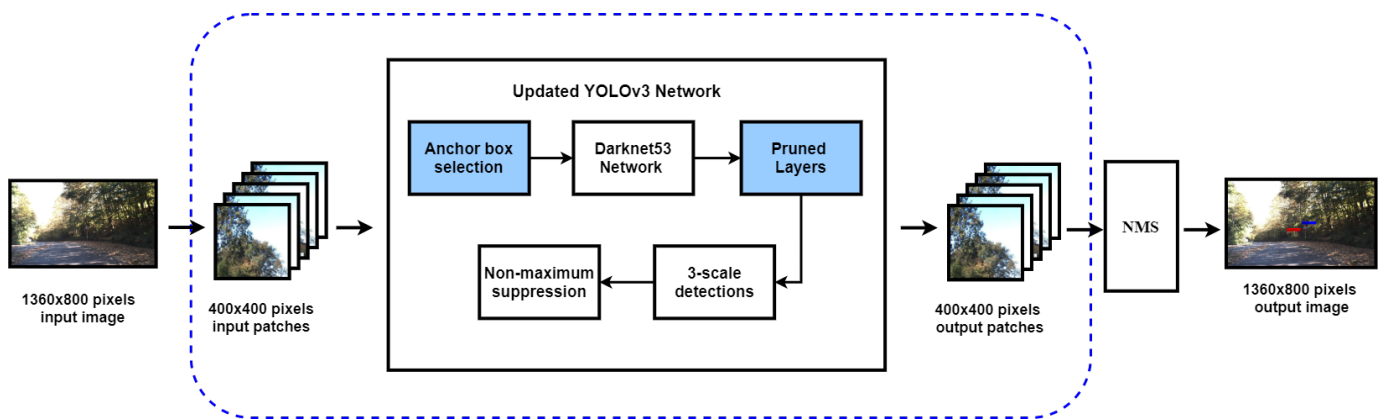 Updated YOLOv3 Network
Anchor box
selection
Darknet53
Network
Pruned
Layers
Non-maximum
suppression
3-scale
detections
NMS
1360x800 pixels
input image
400x400 pixels
input patches
400x400 pixels
output patches
1360x800 pixels
output image